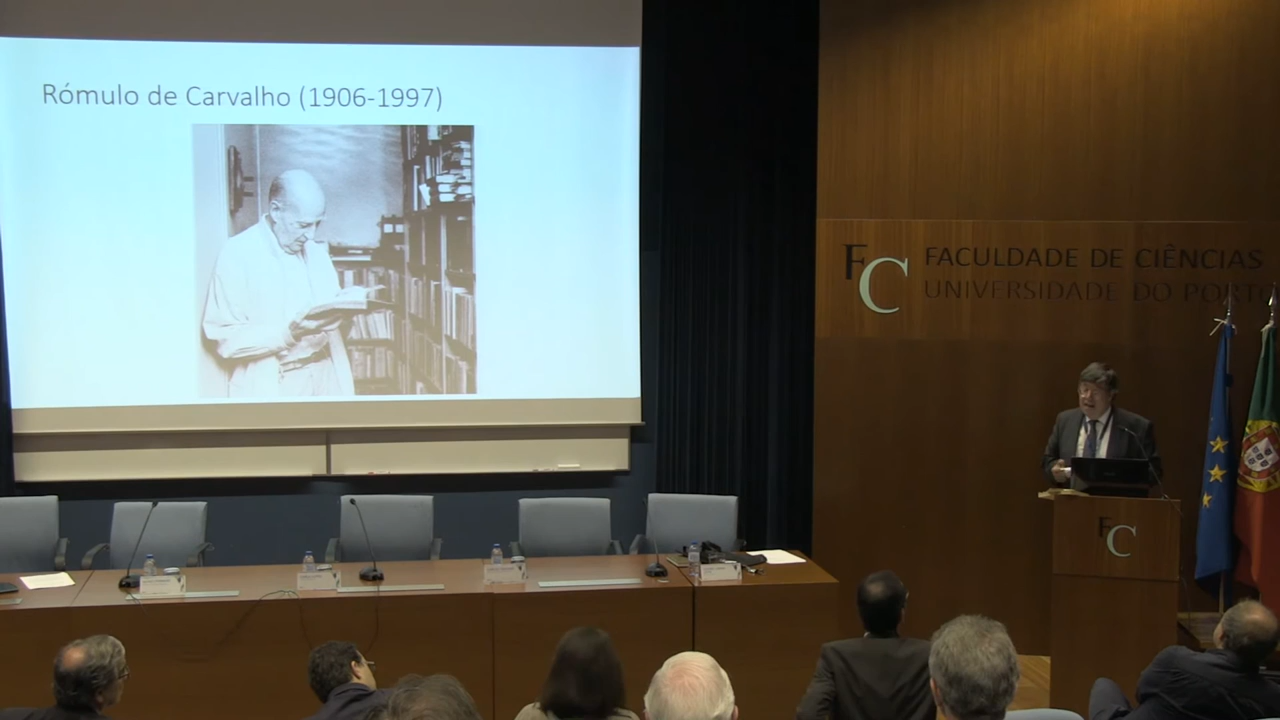 Rómulo de Carvalho (1906-1997)
FC
FACULDADE DE CIÊNCIAS
UNIVERSIDADE DO PORTO
FC